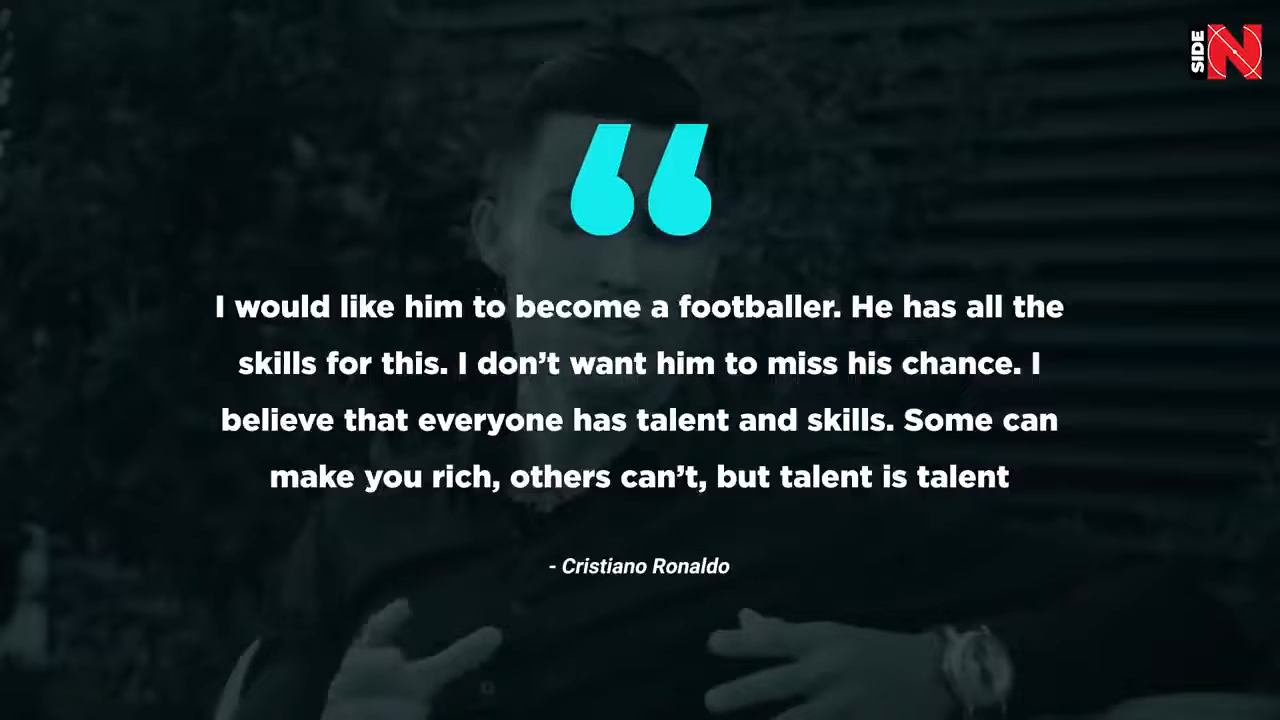 SIDE N
I would like him to become a footballer. He has all the
skills for this. I don’t want him to miss his chance. I
believe that everyone has talent and skills. Some can
make you rich, others can’t, but talent is talent
- Cristiano Ronaldo